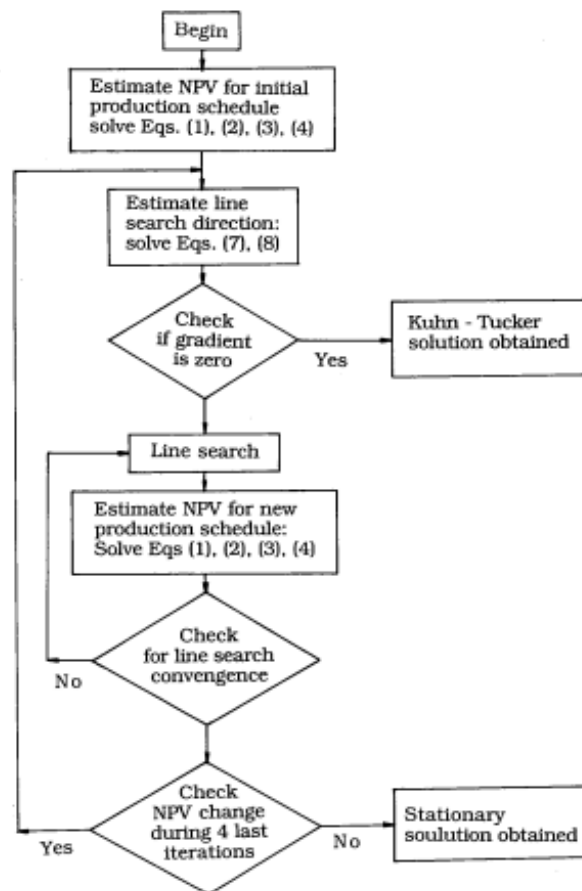 Begin
Estimate NPV for initial
production schedule
solve Eqs. (1), (2), (3), (4)
Estimate line
search direction:
solve Eqs. (7), (8)
Check
if gradient
is zero
Yes
Kuhn - Tucker
solution obtained
Line search
Estimate NPV for new
production schedule:
Solve Eqs (1), (2), (3), (4)
Check
for line search
convengence
No
Check
NPV change
during 4 last
iterations
Yes
No
Stationary
soulution obtained